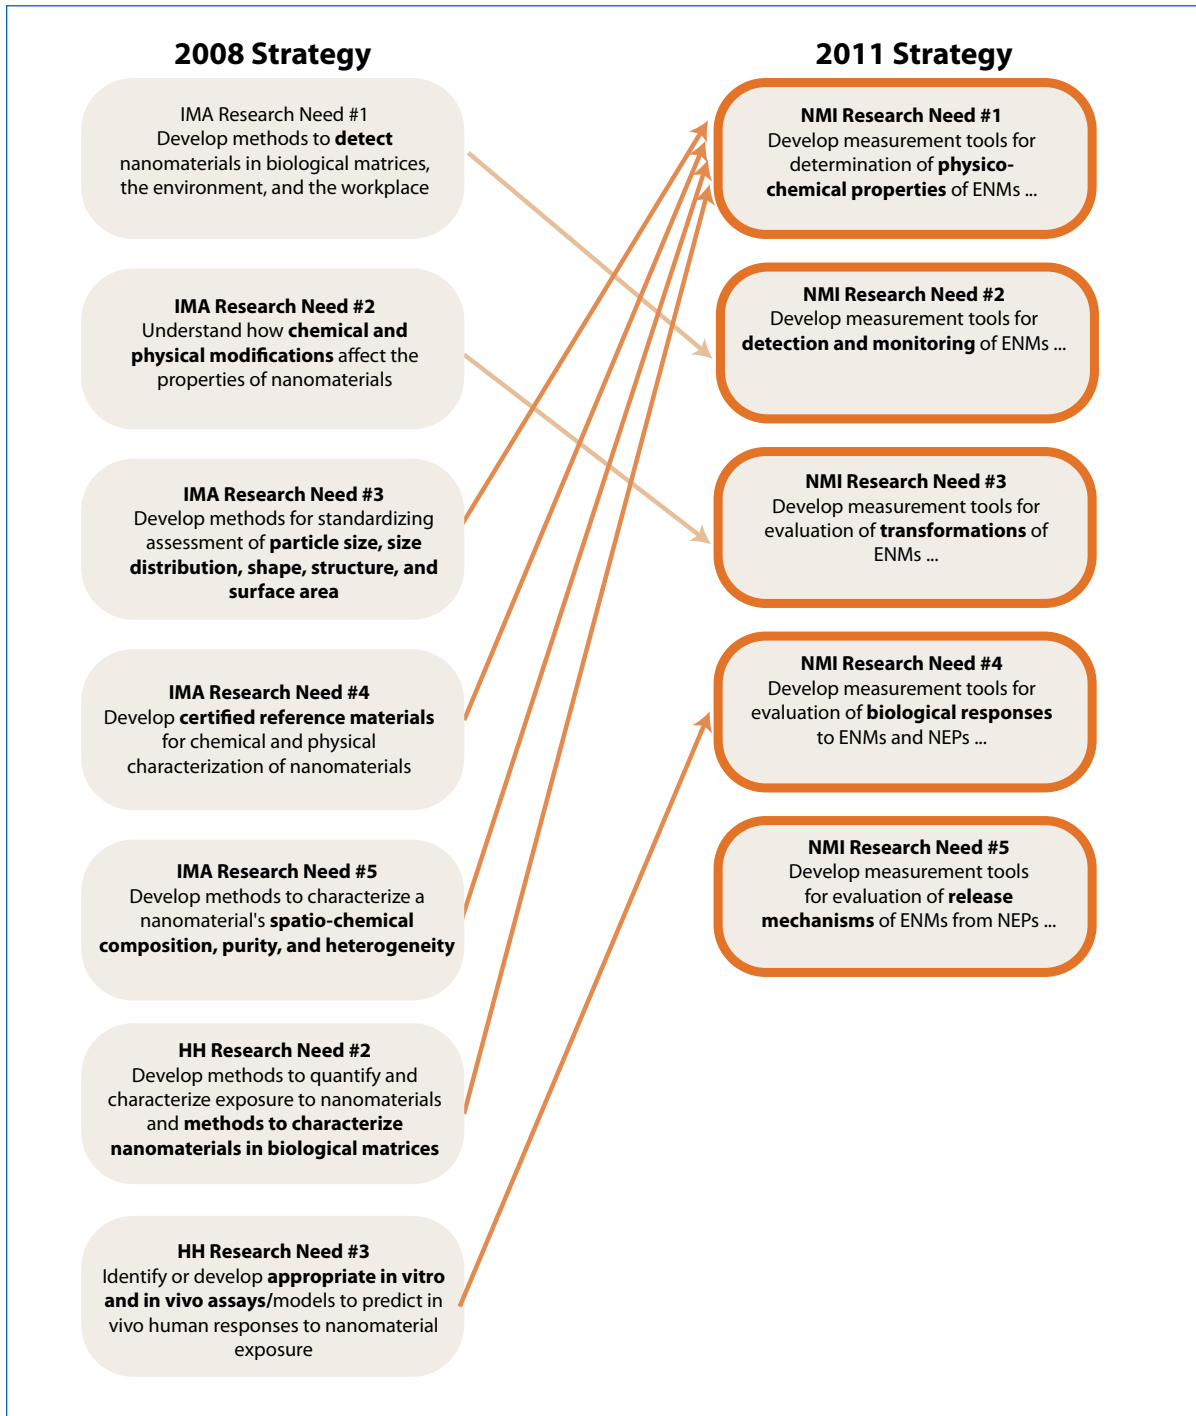 2008 Strategy
IMA Research Need #1
Develop methods to detect
nanomaterials in biological matrices,
the environment, and the workplace
IMA Research Need #2
Understand how chemical and
physical modifications affect the
properties of nanomaterials
IMA Research Need #3
Develop methods for standardizing
assessment of particle size, size
distribution, shape, structure, and
surface area
IMA Research Need #4
Develop certified reference materials
for chemical and physical
characterization of nanomaterials
IMA Research Need #5
Develop methods to characterize a
nanomaterial's spatio-chemical
composition, purity, and heterogeneity
HH Research Need #2
Develop methods to quantify and
characterize exposure to nanomaterials
and methods to characterize
nanomaterials in biological matrices
HH Research Need #3
Identify or develop appropriate in vitro
and in vivo assays/models to predict in
vivo human responses to nanomaterial
exposure
2011 Strategy
NMI Research Need #1
Develop measurement tools for
determination of physico-
chemical properties of ENMs ...
NMI Research Need #2
Develop measurement tools for
detection and monitoring of ENMs ...
NMI Research Need #3
Develop measurement tools for
evaluation of transformations of
ENMs ...
NMI Research Need #4
Develop measurement tools for
evaluation of biological responses
to ENMs and NEPs ...
NMI Research Need #5
Develop measurement tools
for evaluation of release
mechanisms of ENMs from NEPs ...